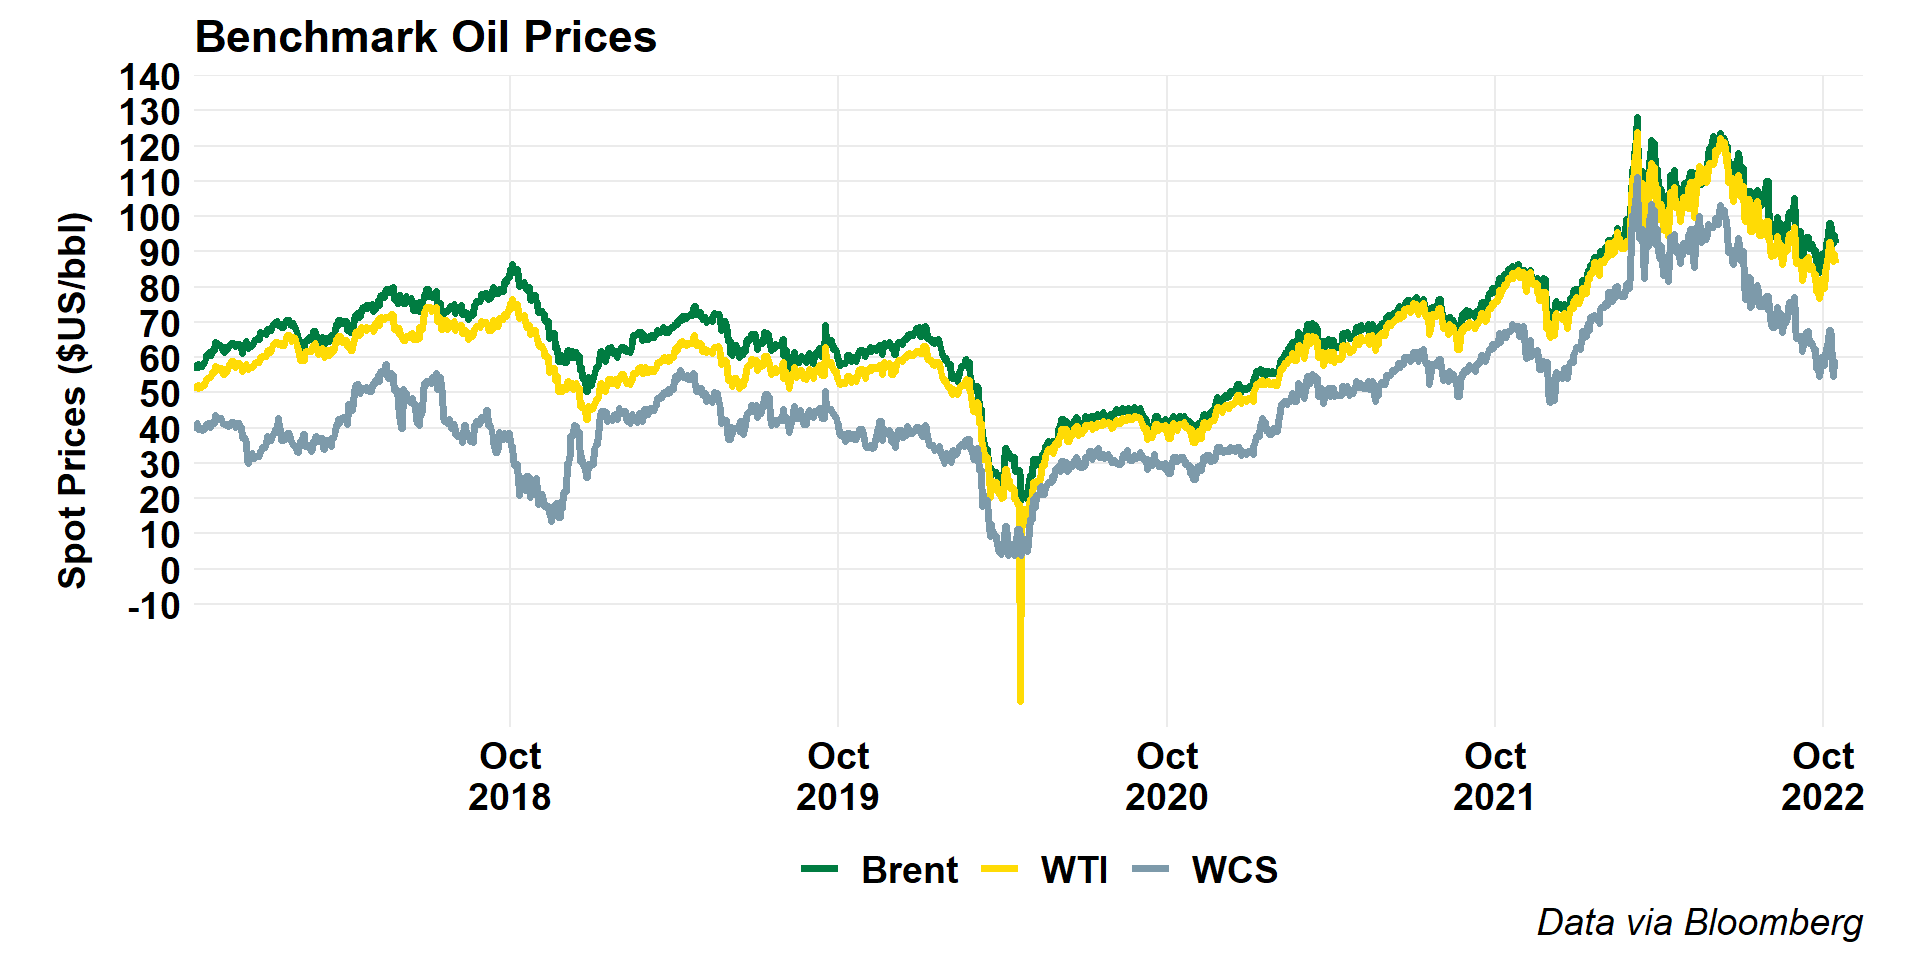 Benchmark Oil Prices
140
130
120
110
100
90
80
70
60
50
40
30
20
10
0
-10
Spot Prices ($US/bbl)
Oct
2018
Oct
2019
Oct
2020
Oct
2021
Oct
2022
Brent
WTI
WCS
Data via Bloomberg